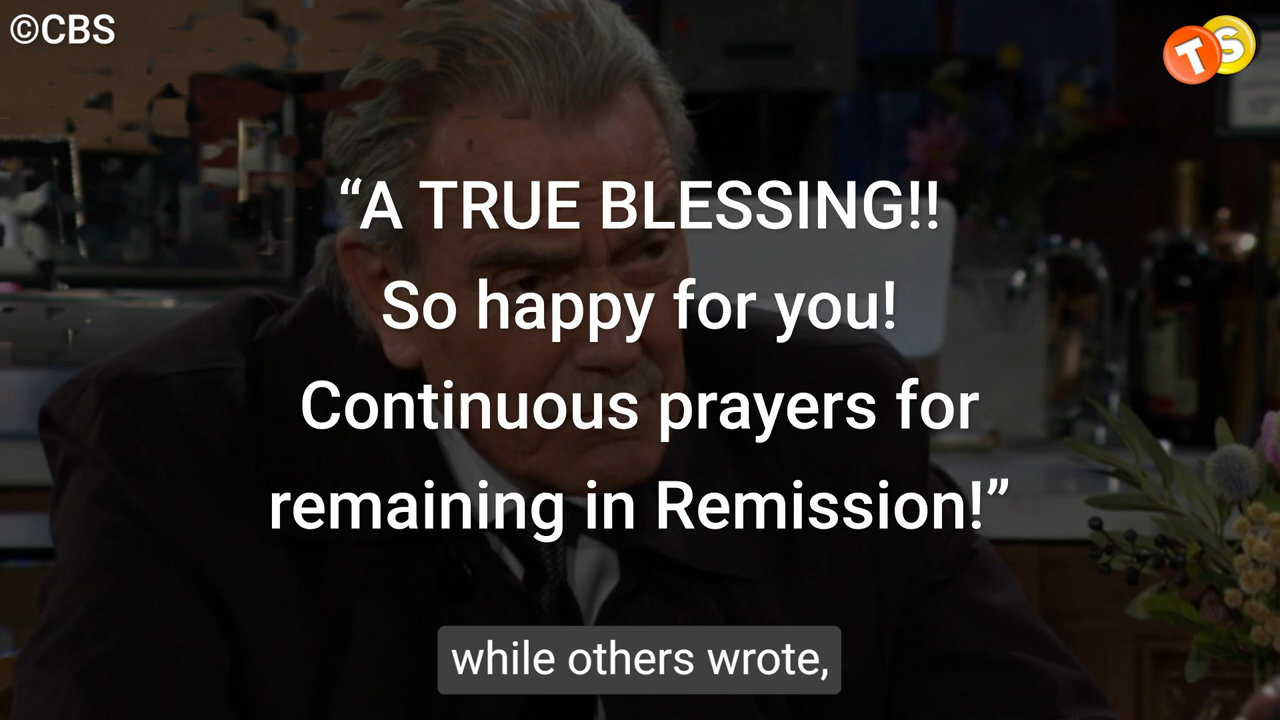 ©CBS
TS
“A TRUE BLESSING!!
So happy for you!
Continuous prayers for
remaining in Remission!”
while others wrote,